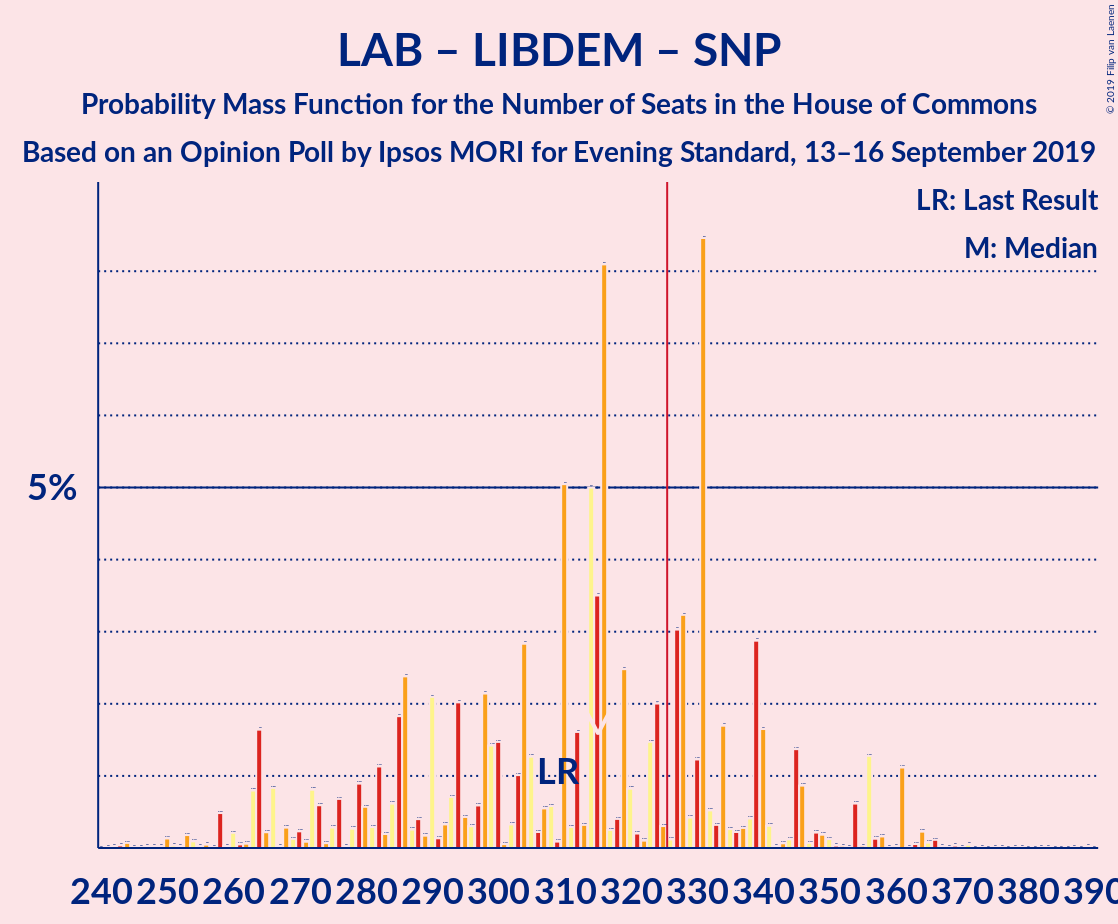 LAB – LIBDEM – SNP
Probability Mass Function for the Number of Seats in the House of Commons
Based on an Opinion Poll by Ipsos MORI for Evening Standard, 13–16 September 2019
© 2019 Filip van Laenen
LR: Last Result
M: Median
5%
LR
M
240 250 260 270 280 290 300 310 320 330 340 350 360 370 380 390